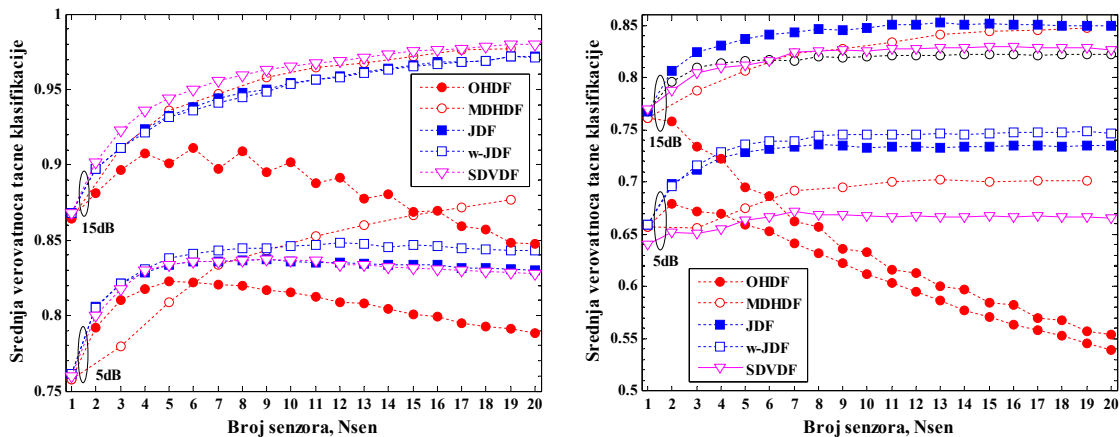 Srednja verovatnoca tacne klasifikacije
1
0.95
0.9
0.85
0.8
0.75
15dB
5dB
OHDF
MDHDF
JDF
w-JDF
SDVDF
1 2 3 4 5 6 7 8 9 10 11 12 13 14 15 16 17 18 19 20
Broj senzora, Nsen
Srednja verovatnoca tacne klasifikacije
0.85
0.8
0.75
0.7
0.65
0.6
0.55
0.5
15dB
5dB
OHDF
MDHDF
JDF
w-JDF
SDVDF
1 2 3 4 5 6 7 8 9 10 11 12 13 14 15 16 17 18 19 20
Broj senzora, Nsen